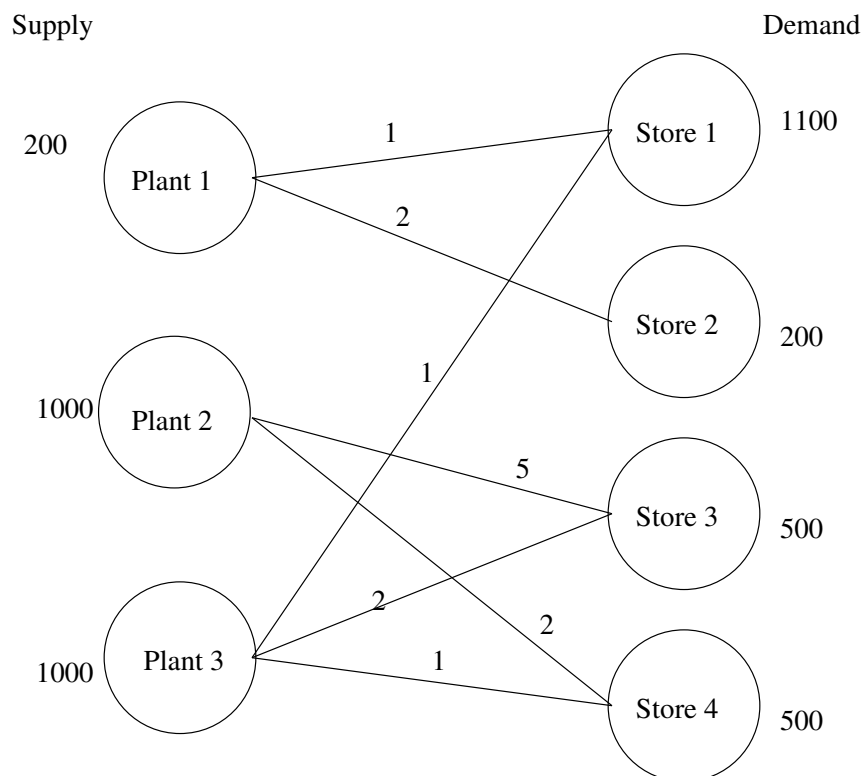 Supply
Demand
200
Plant 1
1
Store 1
1100
2
Store 2
200
1
1000
Plant 2
5
Store 3
500
2
2
1000
Plant 3
1
Store 4
500